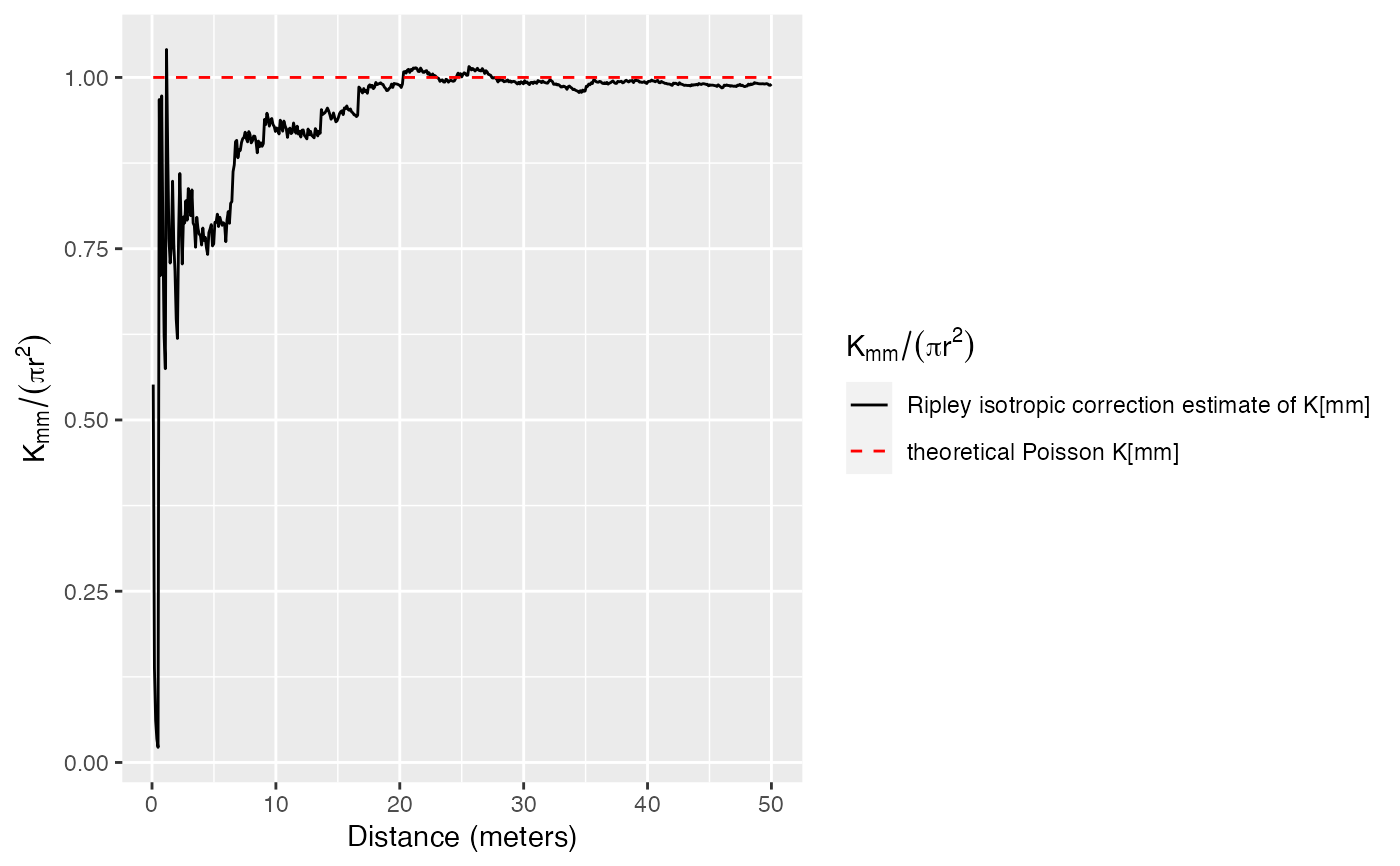 1.00
0.75
0.50
0.25
0.00
0
10
20
30
40
50
Distance (meters)
Kmm/(πr²)
Kmm/(πr²)
Ripley isotropic correction estimate of K[mm]
theoretical Poisson K[mm]